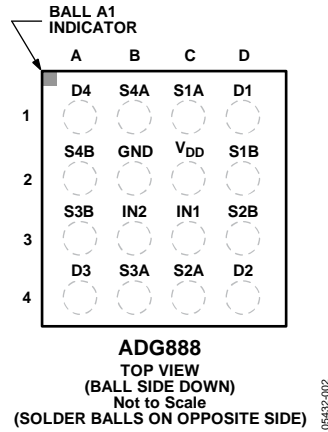 BALL A1
INDICATOR
A B C D
1 D4 S4A S1A D1
2 S4B GND VDD S1B
3 S3B IN2 IN1 S2B
4 D3 S3A S2A D2
ADG888
TOP VIEW
(BALL SIDE DOWN)
Not to Scale
(SOLDER BALLS ON OPPOSITE SIDE)
05432-002